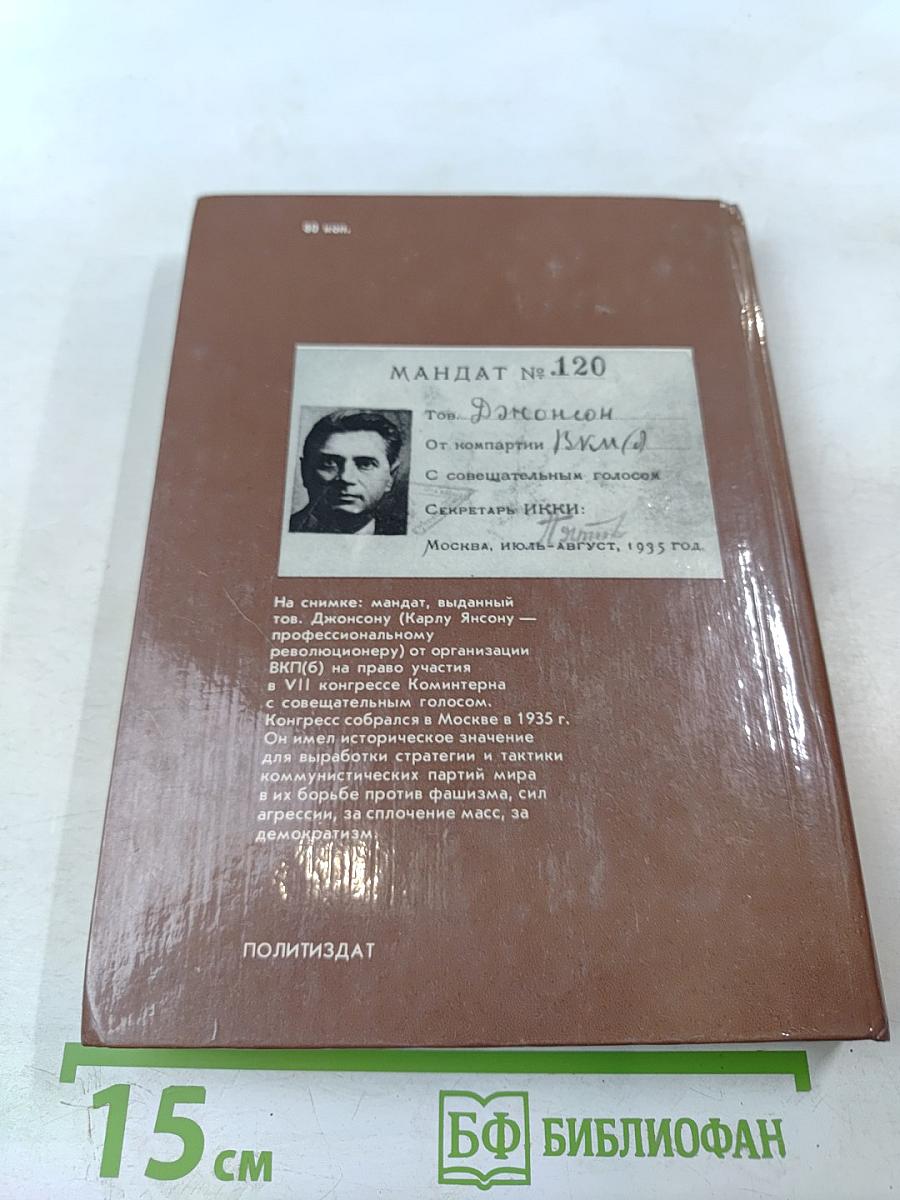 коп.
МАНДАТ № 120
Тов. Джонсон
От компартии ВКП(б)
С совещательным голосом
Секретарь ИККИ:
Москва, июль-август, 1935 год.
На снимке: мандат, выданный
тов. Джонсону (Карлу Янсону —
профессиональному
революционеру) от организации
ВКП(б) на право участия
в VII конгрессе Коминтерна
с совещательным голосом.
Конгресс собрался в Москве в 1935 г.
Он имел историческое значение
для выработки стратегии и тактики
коммунистических партий мира
в их борьбе против фашизма, сил
агрессии, за сплочение масс, за
демократизм.
ПОЛИТИЗДАТ
15 см
БФ БИБЛИОФАН